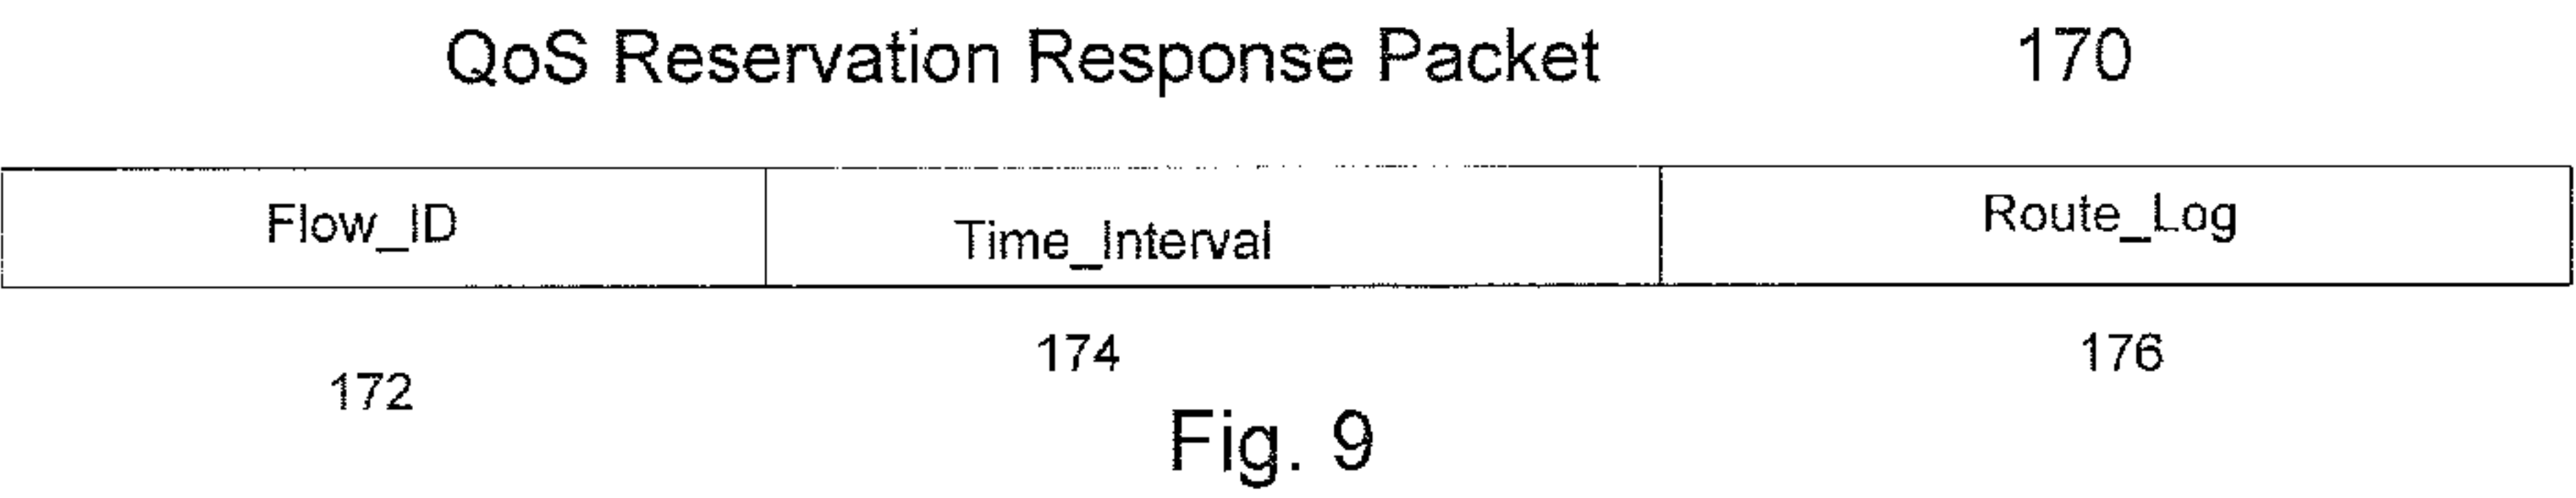 QoS Reservation Response Packet 170
Flow_ID Time_Interval Route_Log
172 174 176
Fig. 9